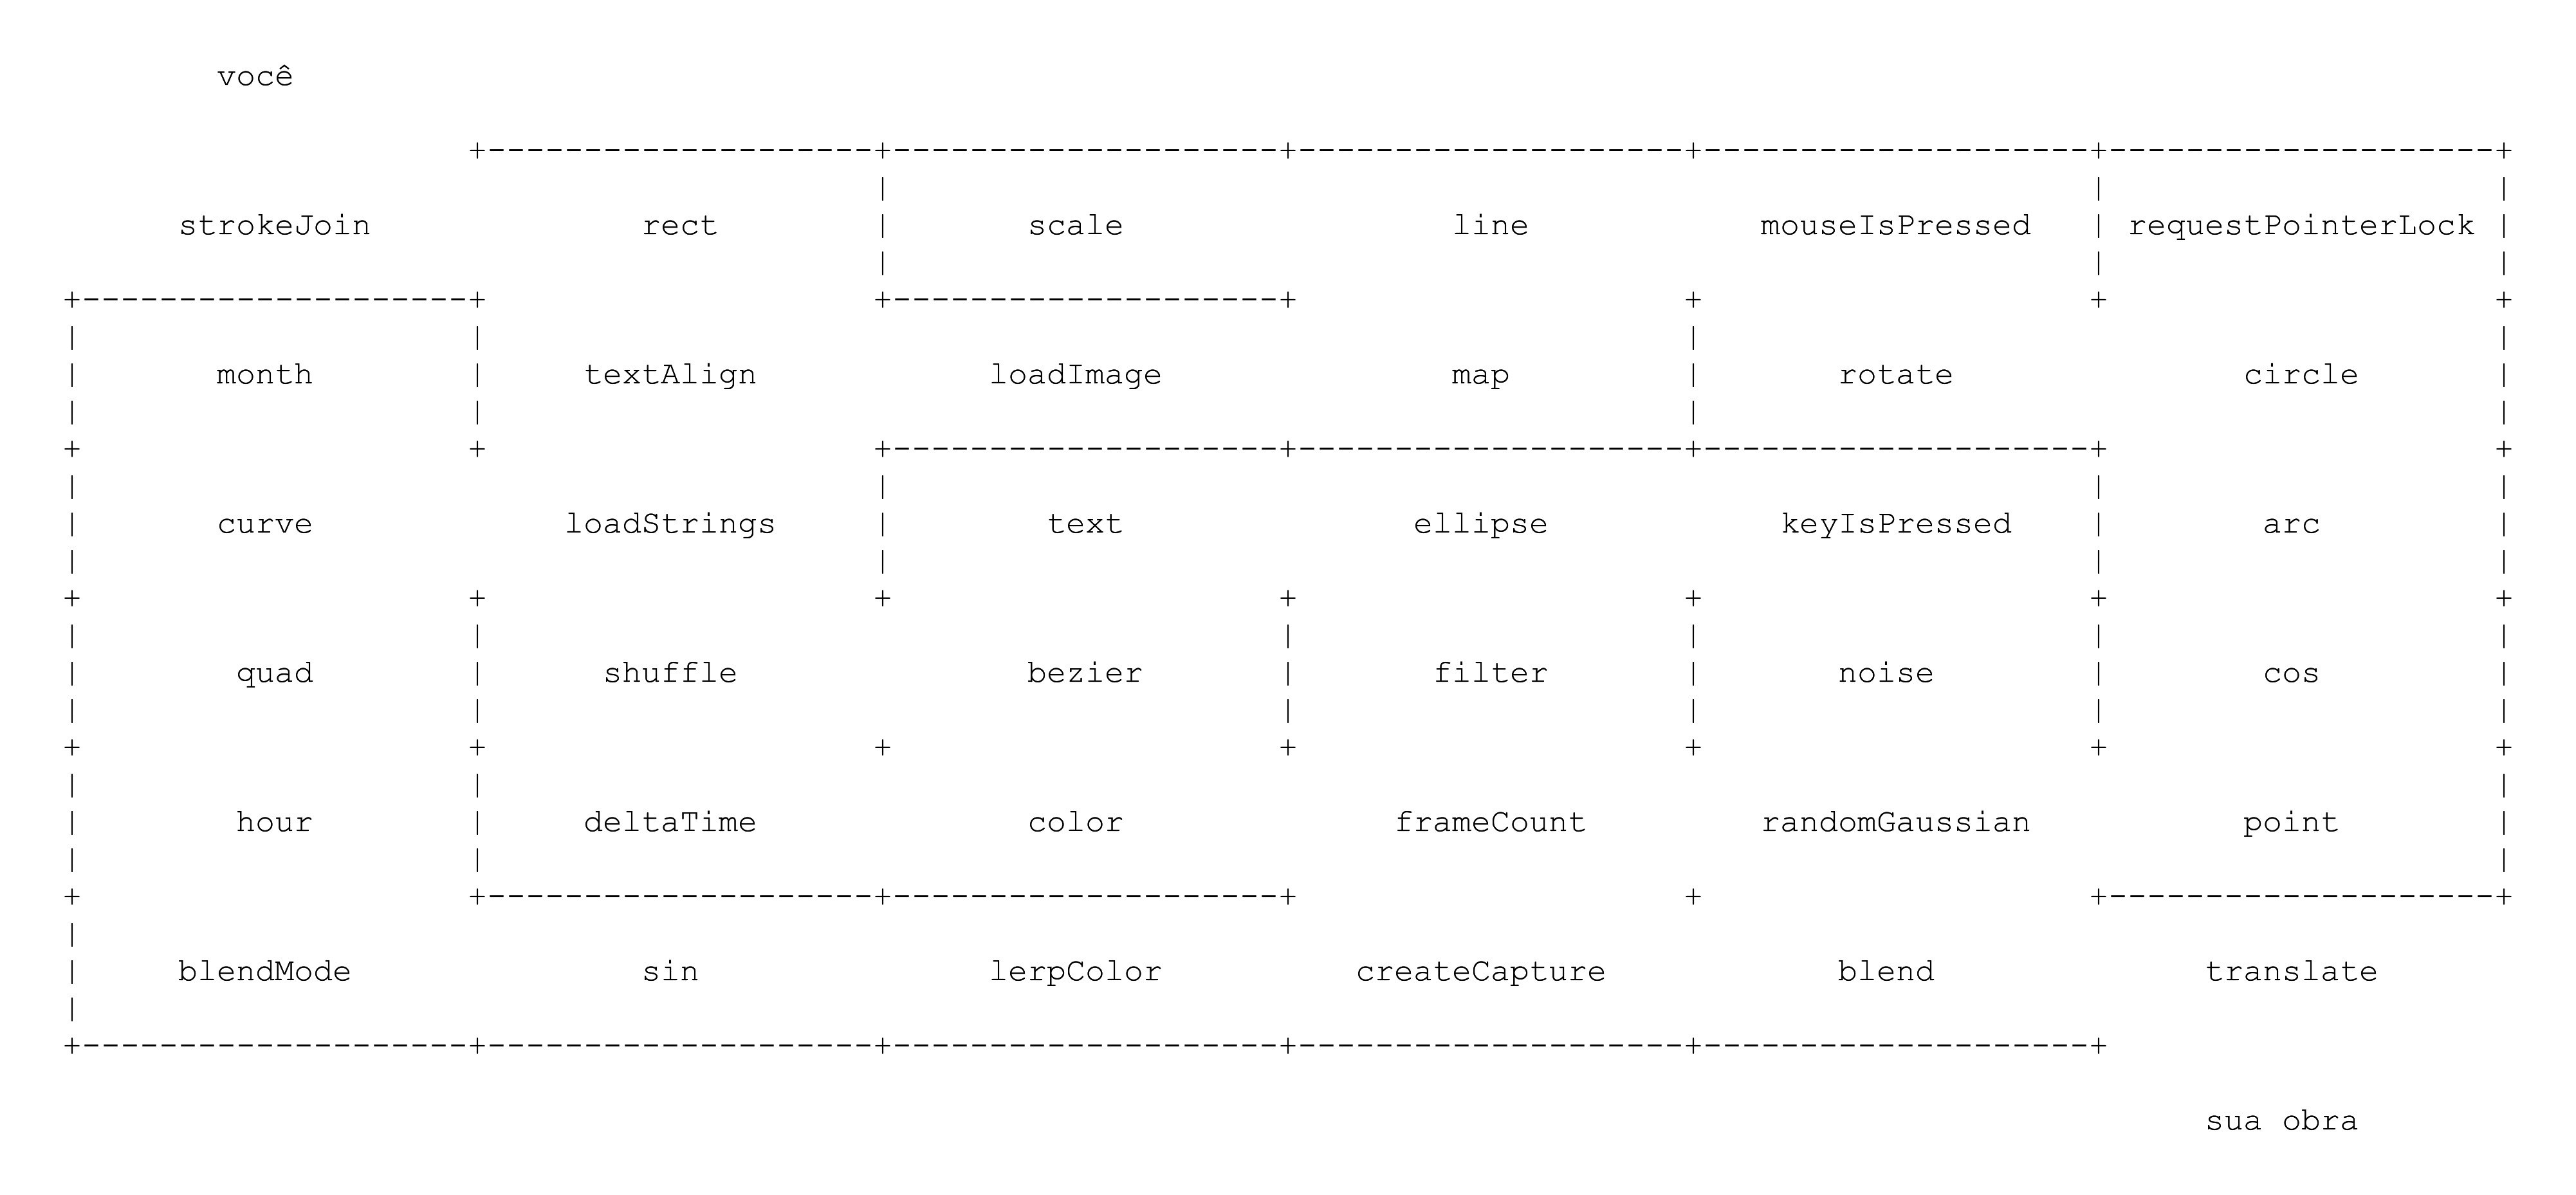 você
strokeJoin rect scale line mouseIsPressed requestPointerLock
month textAlign loadImage map rotate circle
curve loadStrings text ellipse keyIsPressed arc
quad shuffle bezier filter noise cos
hour deltaTime color frameCount randomGaussian point
blendMode sin lerpColor createCapture blend translate
sua obra